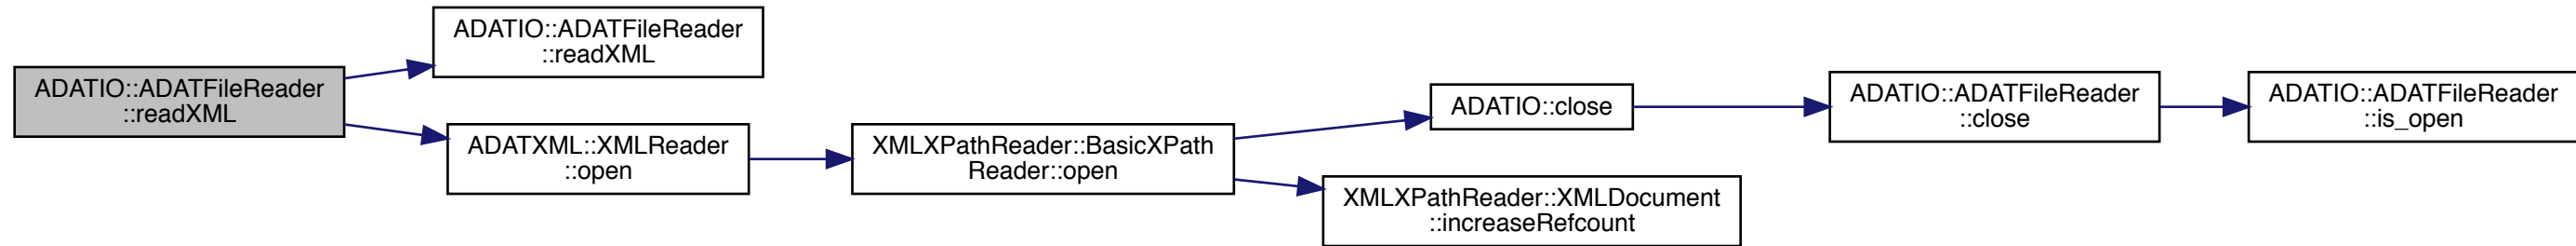 ADATIO::ADATFileReader
::readXML
ADATIO::ADATFileReader
::readXML
ADATXML::XMLReader
::open
XMLXPathReader::BasicXPath
Reader::open
ADATIO::close
XMLXPathReader::XMLDocument
::increaseRefcount
ADATIO::ADATFileReader
::close
ADATIO::ADATFileReader
::is_open